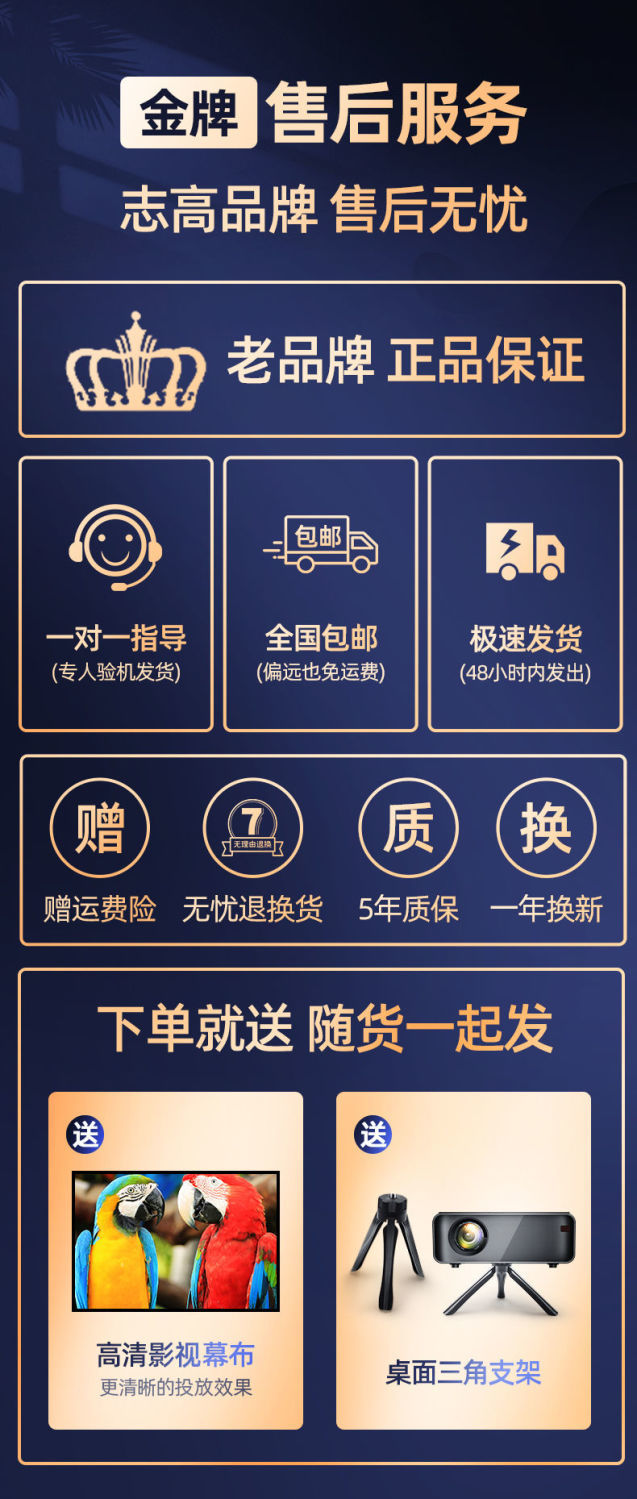 金牌 售后服务
志高品牌 售后无忧
老品牌 正品保证
包邮
一对一指导
(专人验机发货)
全国包邮
(偏远也免运费)
极速发货
(48小时内发出)
赠
7
无理由退换
质
换
赠运费险
无忧退换货
5年质保
一年换新
下单就送 随货一起发
送
高清影视幕布
更清晰的投放效果
送
桌面三角支架